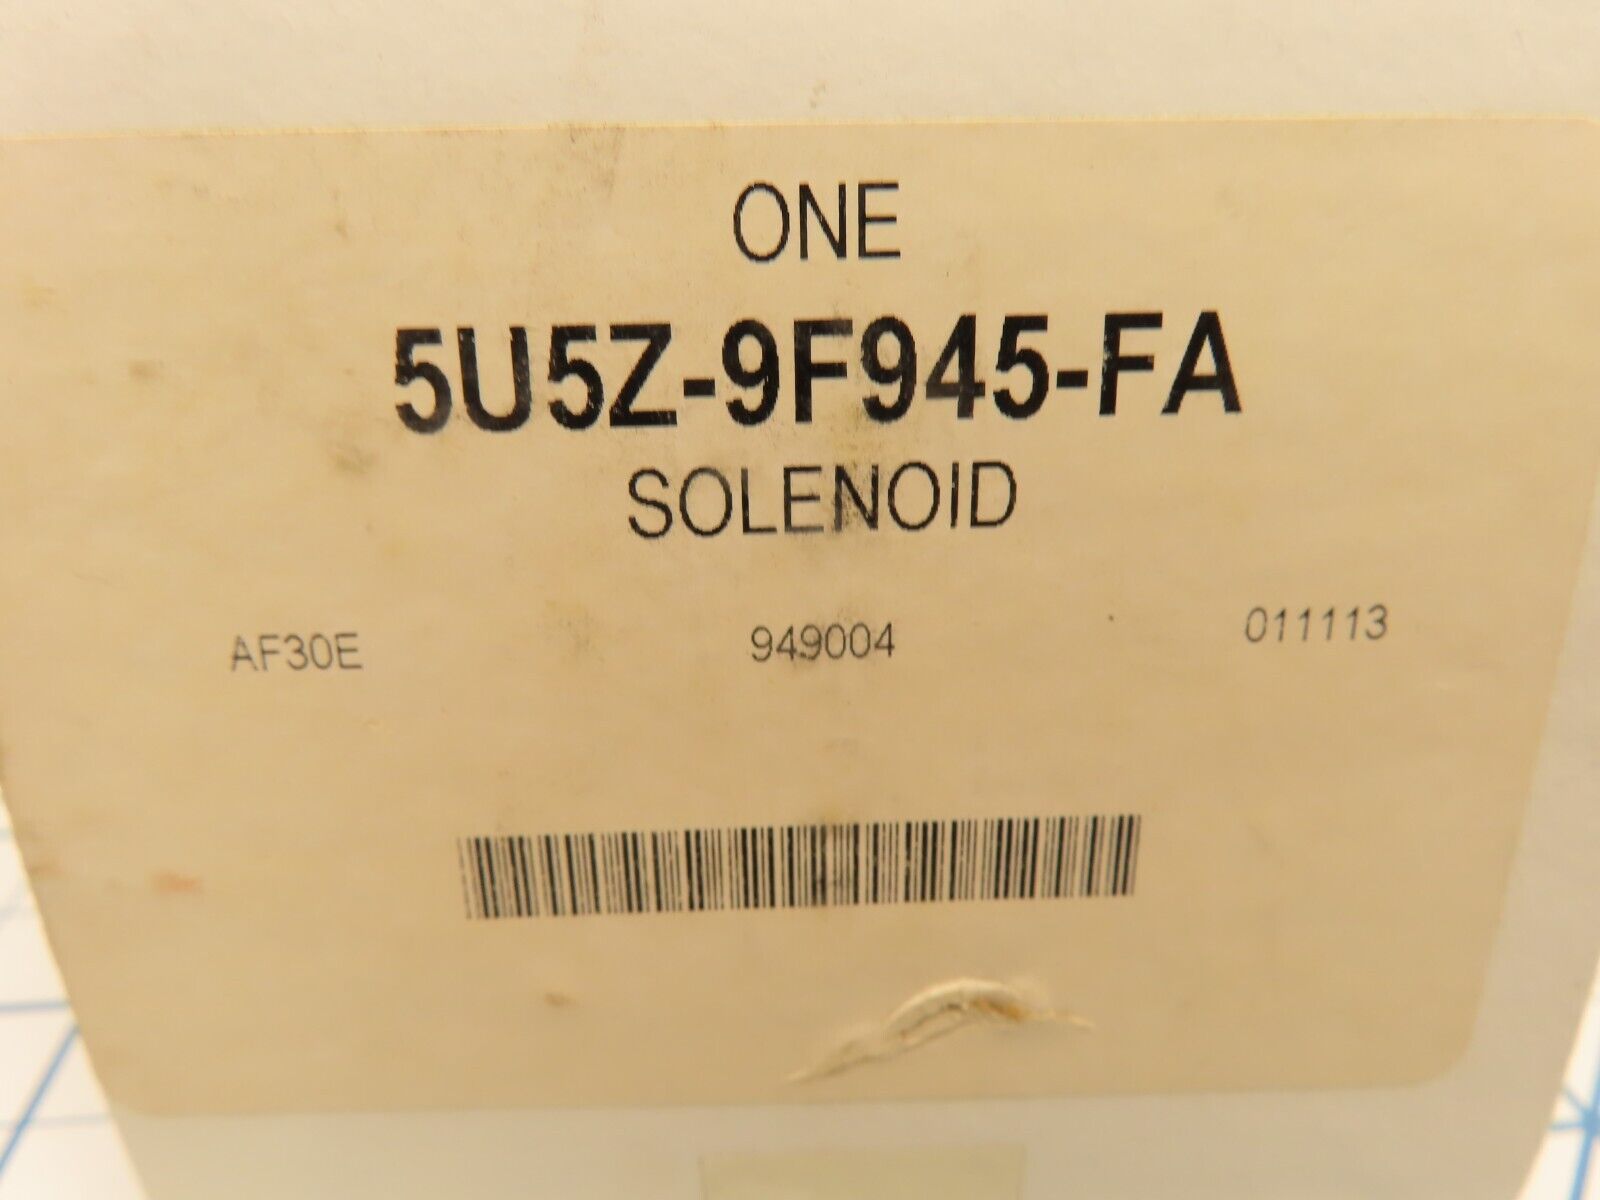 ONE
5U5Z-9F945-FA
SOLENOID
AF30E 949004 011113